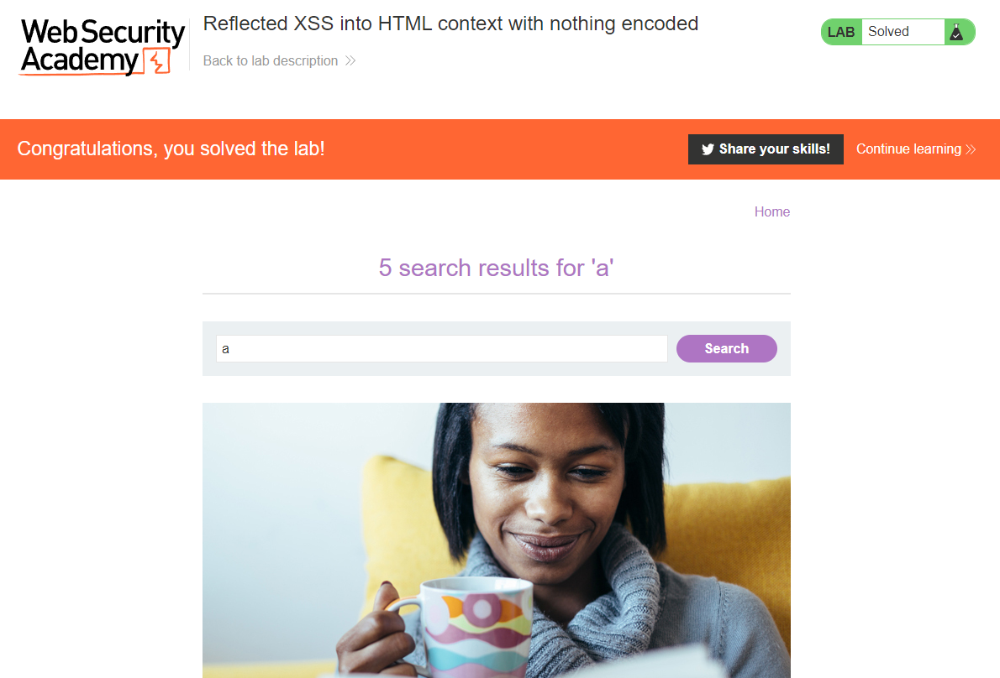 Web Security
Academy
Reflected XSS into HTML context with nothing encoded
Back to lab description
LAB Solved
Congratulations, you solved the lab!
Share your skills!
Continue learning
Home
5 search results for 'a'
a
Search